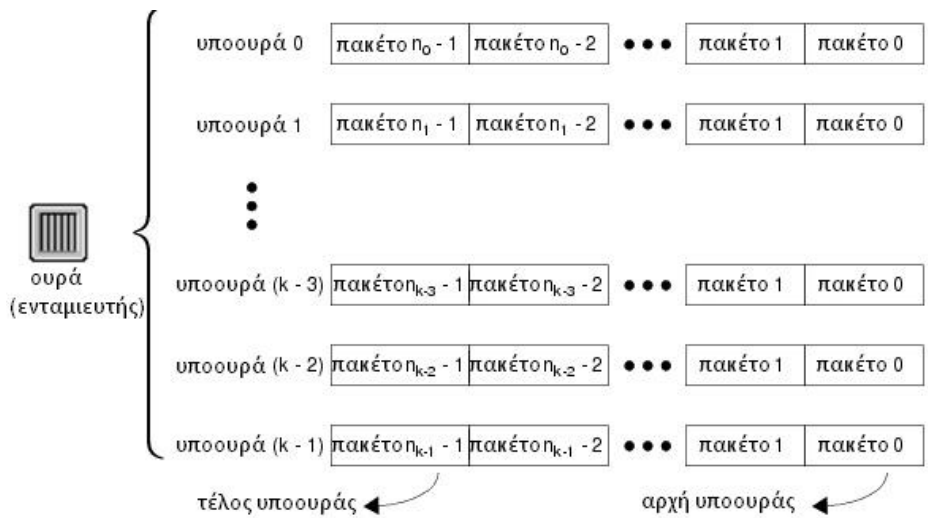 υποουρά 0 πακέτο n₀ - 1 πακέτο n₀ - 2 ●●● πακέτο 1 πακέτο 0
υποουρά 1 πακέτο n₁ - 1 πακέτο n₁ - 2 ●●● πακέτο 1 πακέτο 0
ουρά
(ενταμιευτής)
υποουρά (k - 3) πακέτο nk-3 - 1 πακέτο nk-3 - 2 ●●● πακέτο 1 πακέτο 0
υποουρά (k - 2) πακέτο nk-2 - 1 πακέτο nk-2 - 2 ●●● πακέτο 1 πακέτο 0
υποουρά (k - 1) πακέτο nk-1 - 1 πακέτο nk-1 - 2 ●●● πακέτο 1 πακέτο 0
τέλος υποουράς αρχή υποουράς